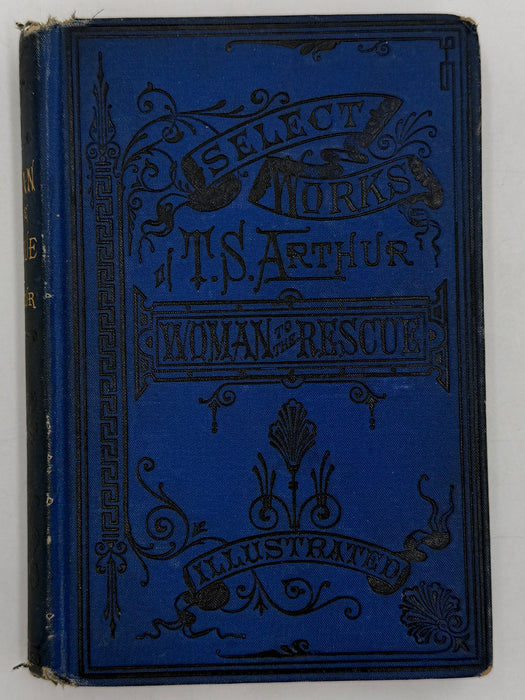 SELECT
WORKS
of T.S. ARTHUR
WOMAN TO THE RESCUE
ILLUSTRATED